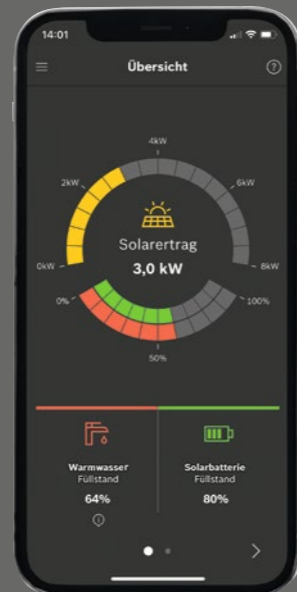 14:01
Übersicht
?
4kW
2kW
6kW
Solarertrag
0kW
3,0 kW
8kW
0%
100%
50%
Warmwasser
Solarbatterie
Füllstand
Füllstand
64%
80%